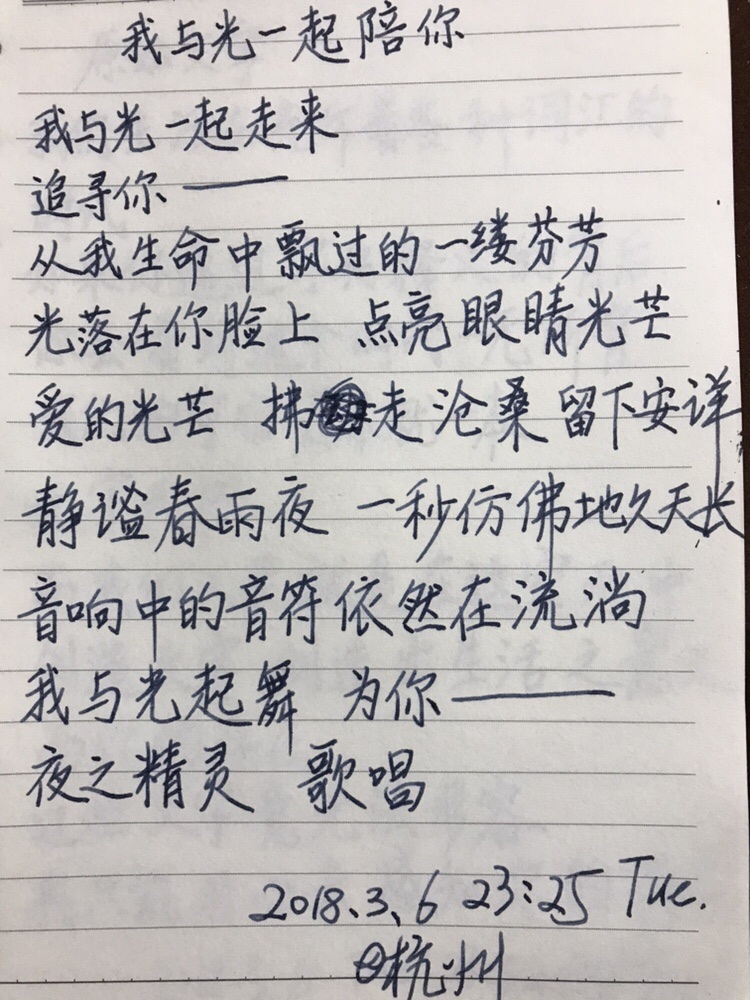 我与光一起陪你
我与光一起走来
追寻你——
从我生命中飘过的一缕芬芳
光落在你脸上 点亮眼睛光芒
爱的光芒 拂走沧桑 留下安详
静谧春雨夜 一秒仿佛地久天长
音响中的音符依然在流淌
我与光起舞 为你——
夜之精灵 歌唱
2018.3.6 23:25 Tue.
@杭州